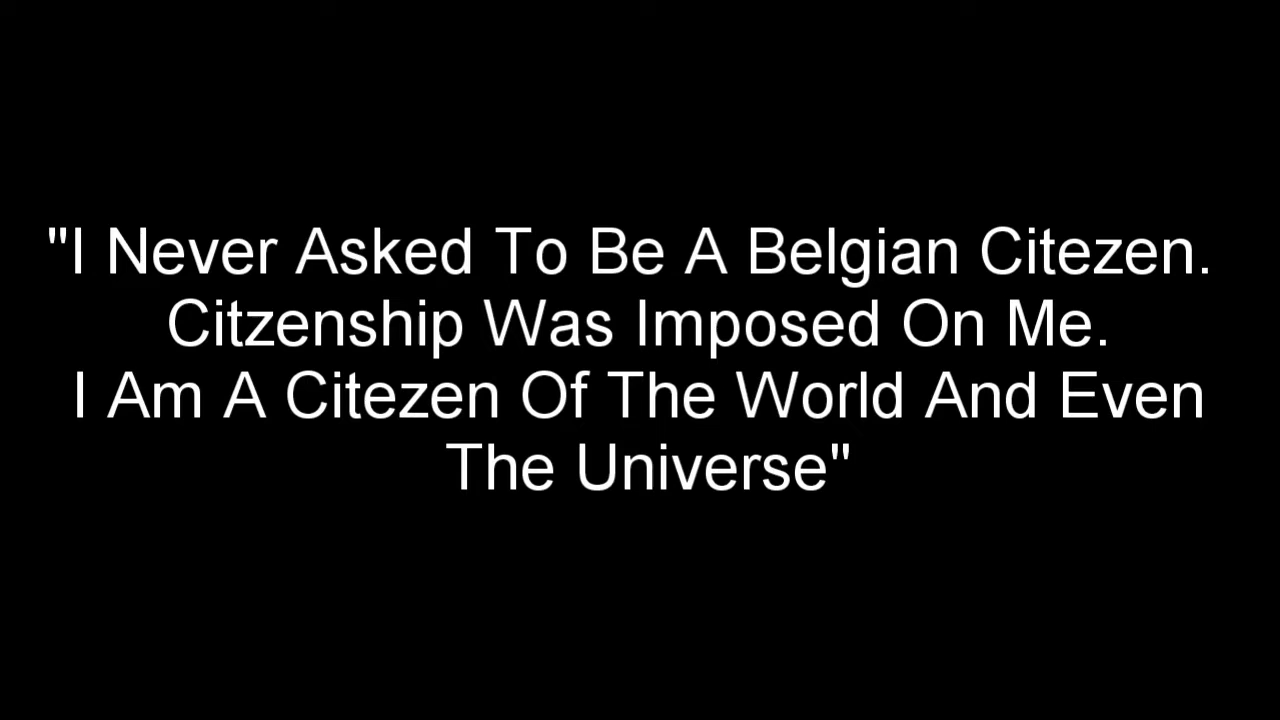 "I Never Asked To Be A Belgian Citezen.
Citzenship Was Imposed On Me.
I Am A Citezen Of The World And Even
The Universe"